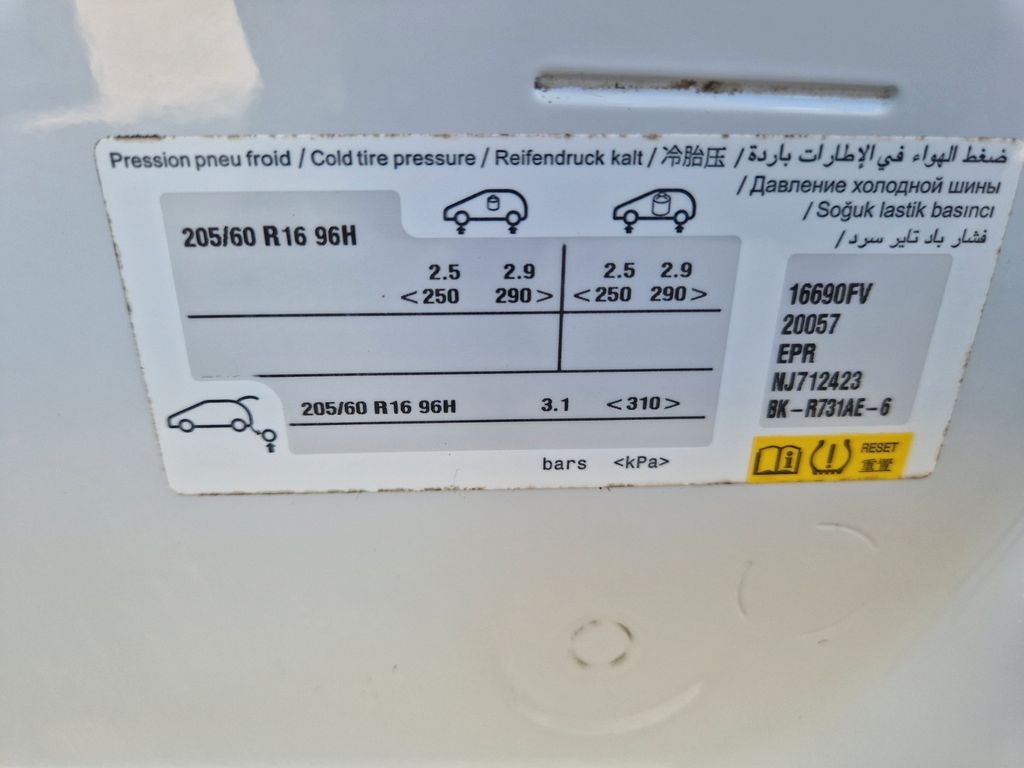 Pression pneu froid / Cold tire pressure / Reifendruck kalt / 冷胎压 / ضغط الهواء في الإطارات باردة
/ Давление холодной шины
/ Soğuk lastik basıncı
/ فشار باد تاير سرد
205/60 R16 96H
2.5 2.9 2.5 2.9
<250 290> <250 290>
205/60 R16 96H 3.1 <310>
bars <kPa>
16690FV
20057
EPR
NJ712423
BK-R731AE-6
RESET
重置